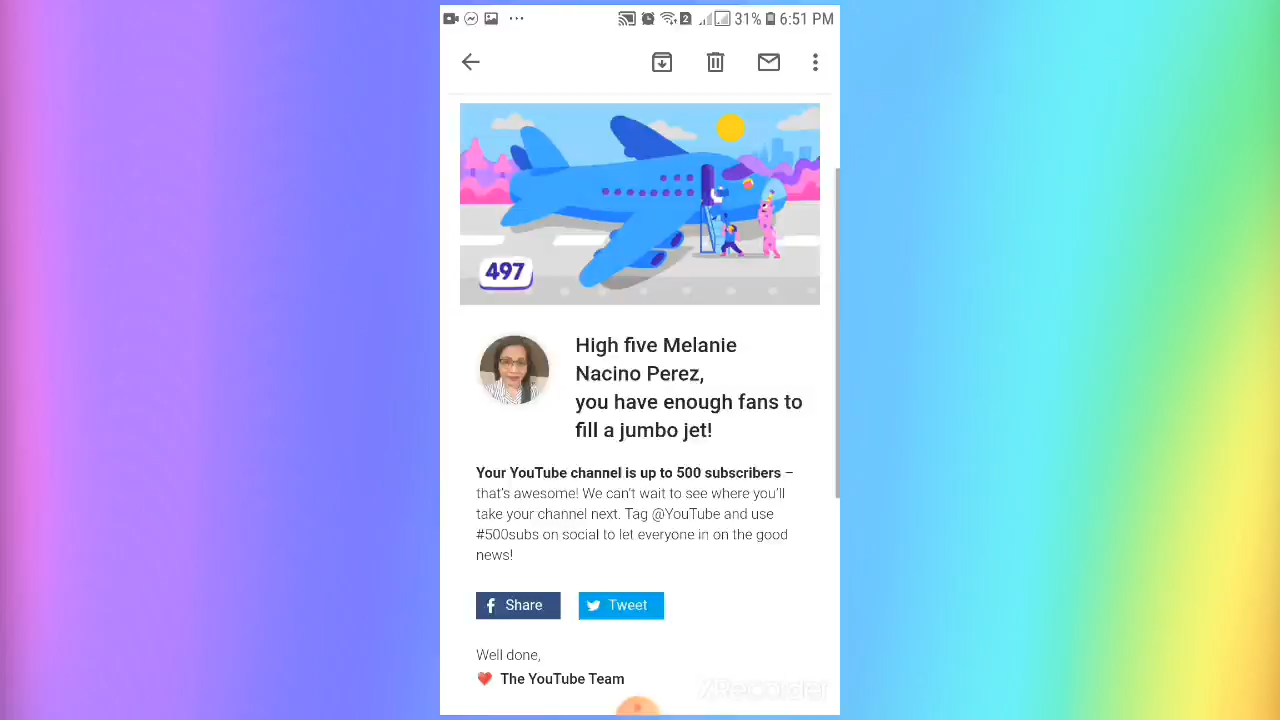 31% 6:51 PM
497
High five Melanie
Nacino Perez,
you have enough fans to
fill a jumbo jet!
Your YouTube channel is up to 500 subscribers –
that's awesome! We can't wait to see where you'll
take your channel next. Tag @YouTube and use
#500subs on social to let everyone in on the good
news!
Share Tweet
Well done,
The YouTube Team
XRecorder